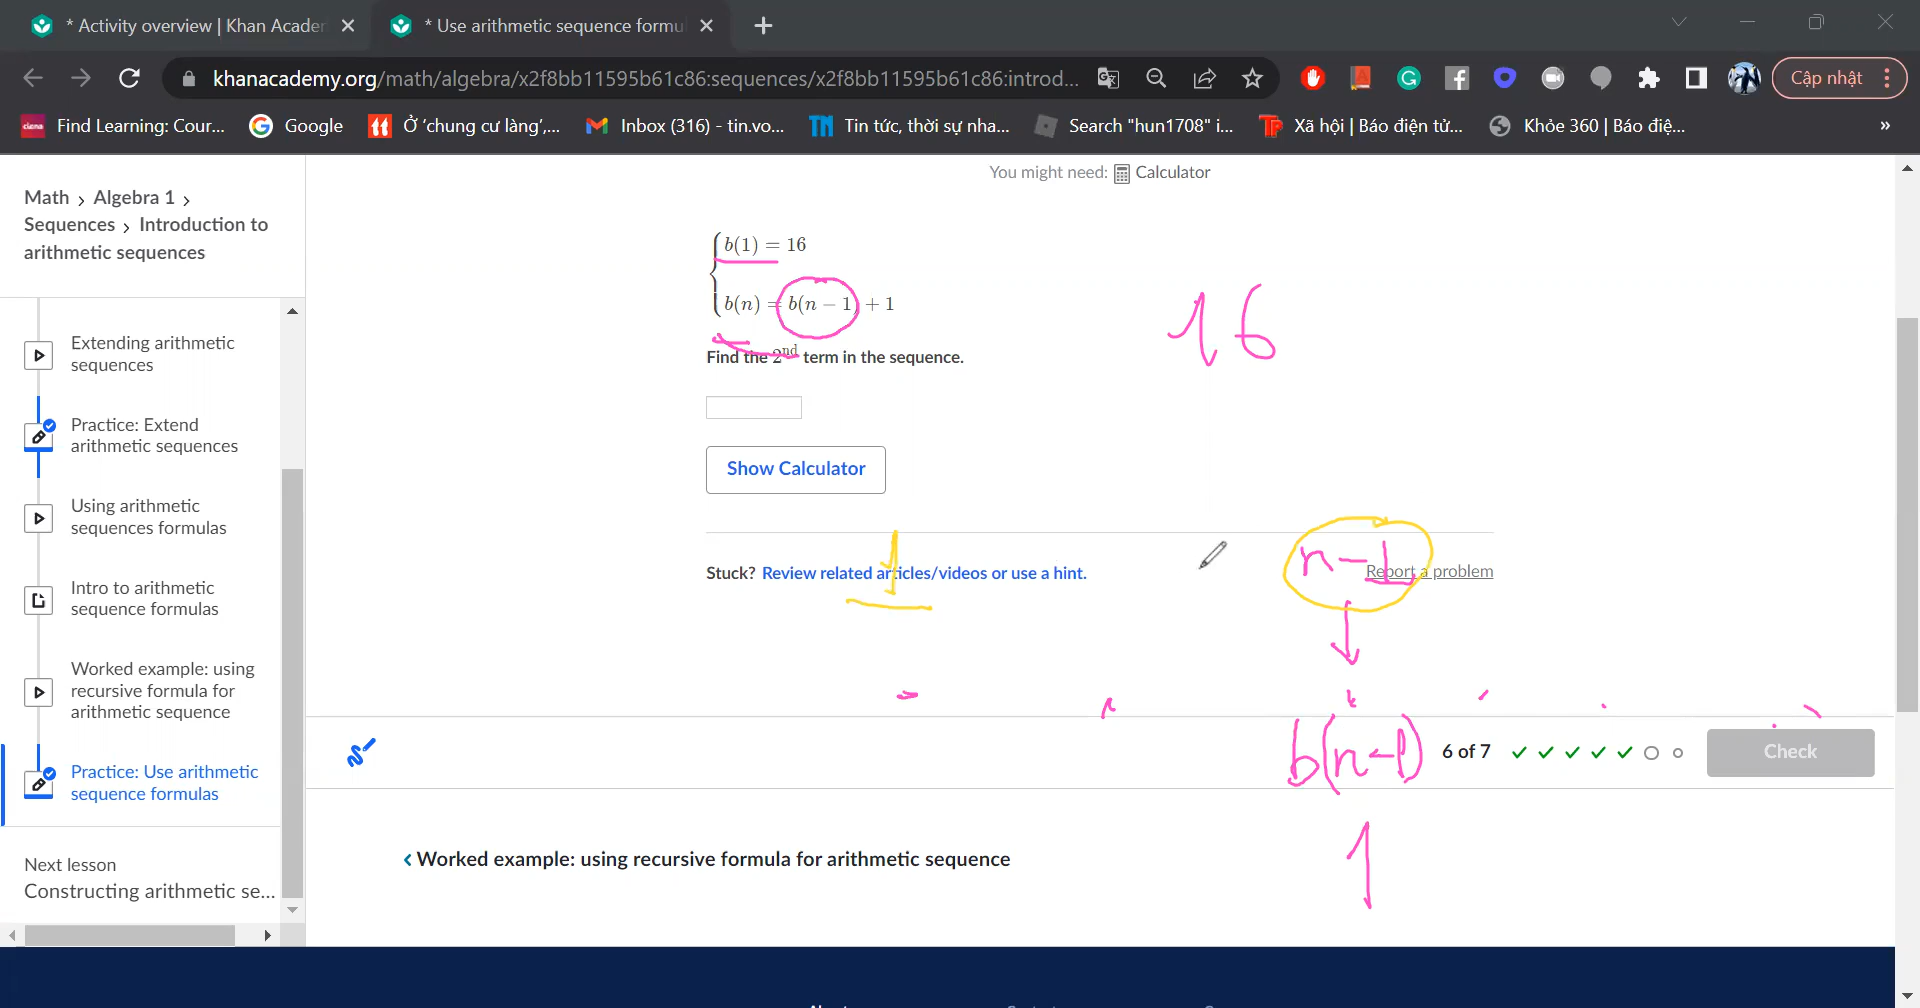 * Activity overview | Khan Acade
* Use arithmetic sequence formu
khanacademy.org/math/algebra/x2f8bb11595b61c86:sequences/x2f8bb11595b61c86:introd...
Cập nhật
Find Learning: Cour...
Google
Ở 'chung cư làng',...
Inbox (316) - tin.vo...
Tin tức, thời sự nha...
Search "hun1708" i...
Xã hội | Báo điện tử...
Khỏe 360 | Báo điệ...
»
Math › Algebra 1 ›
Sequences › Introduction to
arithmetic sequences
Extending arithmetic
sequences
Practice: Extend
arithmetic sequences
Using arithmetic
sequences formulas
Intro to arithmetic
sequence formulas
Worked example: using
recursive formula for
arithmetic sequence
Practice: Use arithmetic
sequence formulas
Next lesson
Constructing arithmetic se...
You might need: Calculator
b(1) = 16
b(n) = b(n − 1) + 1
16
Find the 2nd term in the sequence.
Show Calculator
Stuck? Review related articles/videos or use a hint.
1
n-1
Report a problem
b(n-1)
6 of 7
Check
1
‹ Worked example: using recursive formula for arithmetic sequence